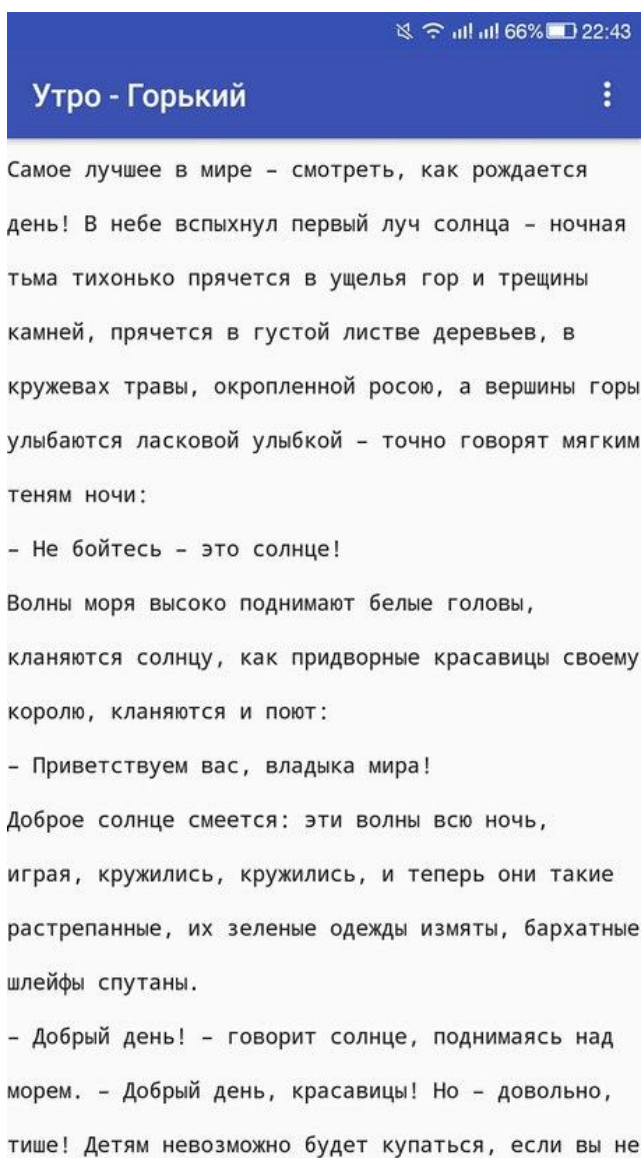 66% 22:43
Утро - Горький
Самое лучшее в мире – смотреть, как рождается
день! В небе вспыхнул первый луч солнца – ночная
тьма тихонько прячется в ущелья гор и трещины
камней, прячется в густой листве деревьев, в
кружевах травы, окропленной росою, а вершины горы
улыбаются ласковой улыбкой – точно говорят мягким
теням ночи:
– Не бойтесь – это солнце!
Волны моря высоко поднимают белые головы,
кланяются солнцу, как придворные красавицы своему
королю, кланяются и поют:
– Приветствуем вас, владыка мира!
Доброе солнце смеется: эти волны всю ночь,
играя, кружились, кружились, и теперь они такие
растрепанные, их зеленые одежды измяты, бархатные
шлейфы спутаны.
– Добрый день! – говорит солнце, поднимаясь над
морем. – Добрый день, красавицы! Но – довольно,
тише! Детям невозможно будет купаться, если вы не